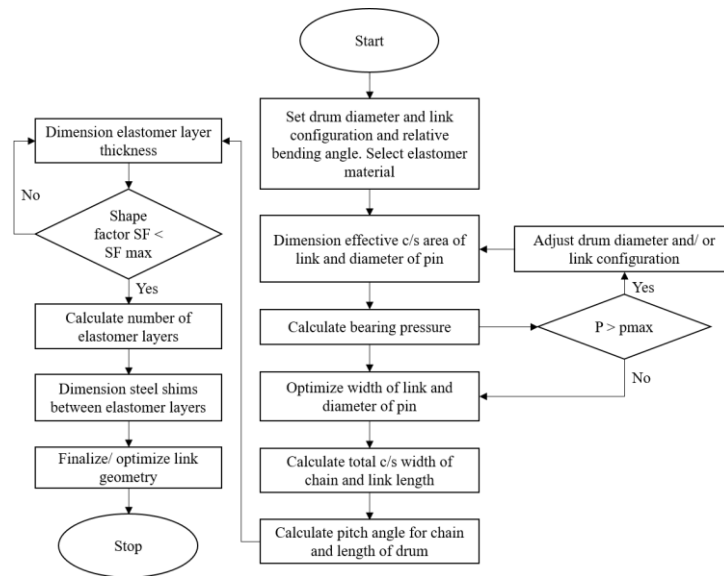 Start
Set drum diameter and link
configuration and relative
bending angle. Select elastomer
material
Dimension effective c/s area of
link and diameter of pin
Adjust drum diameter and/ or
link configuration
Yes
Calculate bearing pressure
P > pmax
No
Optimize width of link and
diameter of pin
Calculate total c/s width of
chain and link length
Calculate pitch angle for chain
and length of drum
Dimension elastomer layer
thickness
No
Shape
factor SF <
SF max
Yes
Calculate number of
elastomer layers
Dimension steel shims
between elastomer layers
Finalize/ optimize link
geometry
Stop